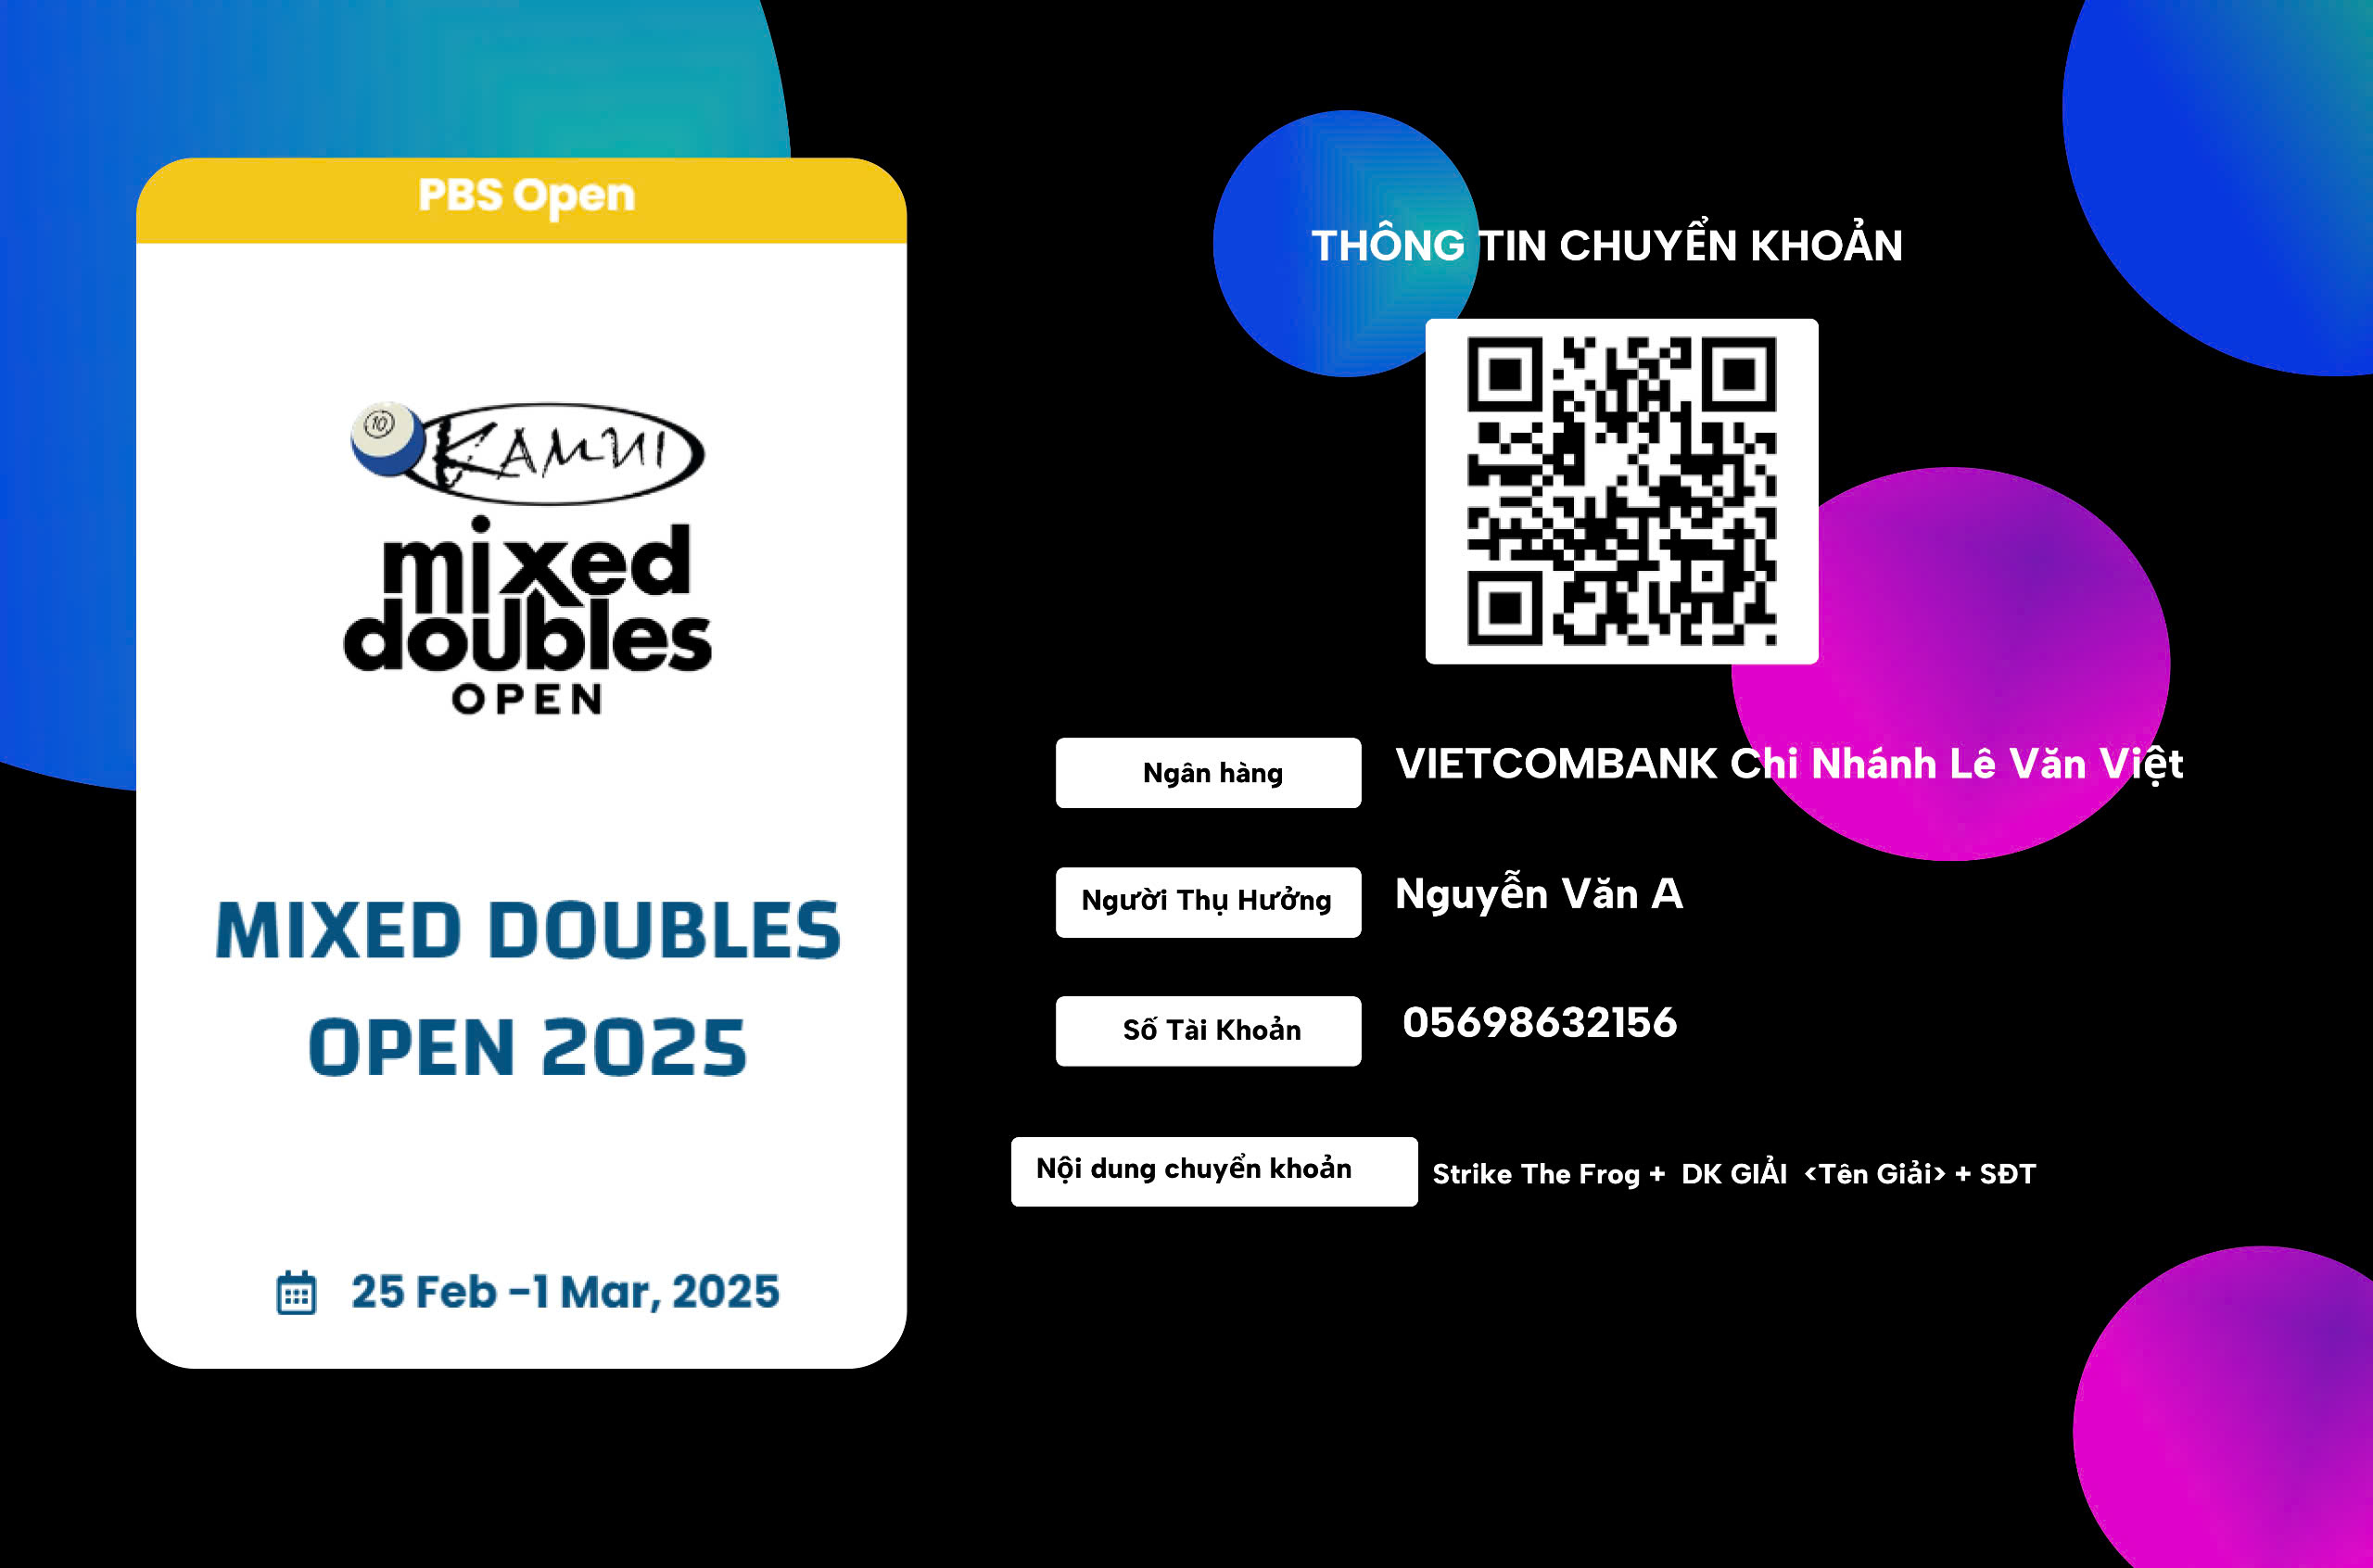 PBS Open
10
KAMUI
mixed
doubles
OPEN
MIXED DOUBLES
OPEN 2025
25 Feb -1 Mar, 2025
THÔNG TIN CHUYỂN KHOẢN
Ngân hàng
VIETCOMBANK Chi Nhánh Lê Văn Việt
Người Thụ Hưởng
Nguyễn Văn A
Số Tài Khoản
05698632156
Nội dung chuyển khoản
Strike The Frog + DK GIẢI <Tên Giải> + SĐT